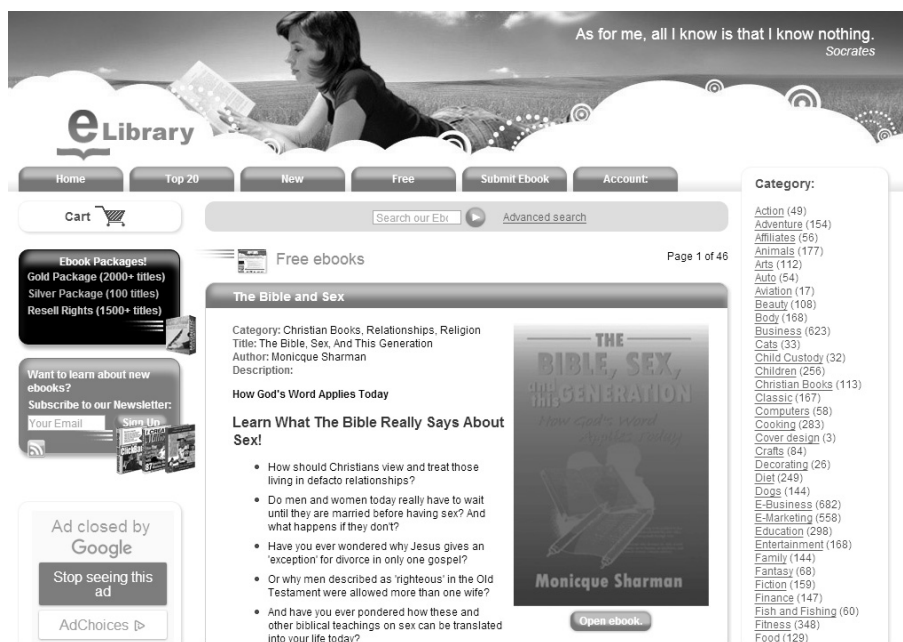 As for me, all I know is that I know nothing.
Socrates
eLibrary
Home
Top 20
New
Free
Submit Ebook
Account:
Cart
Search our Ebo
Advanced search
Ebook Packages!
Gold Package (2000+ titles)
Silver Package (100 titles)
Resell Rights (1500+ titles)
Want to learn about new
ebooks?
Subscribe to our Newsletter:
Your Email
Sign Up
Ad closed by
Google
Stop seeing this
ad
AdChoices
Free ebooks
Page 1 of 46
The Bible and Sex
Category: Christian Books, Relationships, Religion
Title: The Bible, Sex, And This Generation
Author: Monicque Sharman
Description:
How God's Word Applies Today
Learn What The Bible Really Says About
Sex!
How should Christians view and treat those
living in defacto relationships?
Do men and women today really have to wait
until they are married before having sex? And
what happens if they don't?
Have you ever wondered why Jesus gives an
'exception' for divorce in only one gospel?
Or why men described as 'righteous' in the Old
Testament were allowed more than one wife?
And have you ever pondered how these and
other biblical teachings on sex can be translated
into your life today?
THE
BIBLE, SEX,
and THIS GENERATION
How God's Word
Applies Today
Monicque Sharman
Open ebook.
Category:
Action (49)
Adventure (154)
Affiliates (56)
Animals (177)
Arts (112)
Auto (54)
Aviation (17)
Beauty (108)
Body (168)
Business (623)
Cats (33)
Child Custody (32)
Children (256)
Christian Books (113)
Classic (167)
Computers (58)
Cooking (283)
Cover design (3)
Crafts (84)
Decorating (26)
Diet (249)
Dogs (144)
E-Business (682)
E-Marketing (558)
Education (298)
Entertainment (168)
Family (144)
Fantasy (68)
Fiction (159)
Finance (147)
Fish and Fishing (60)
Fitness (348)
Food (129)